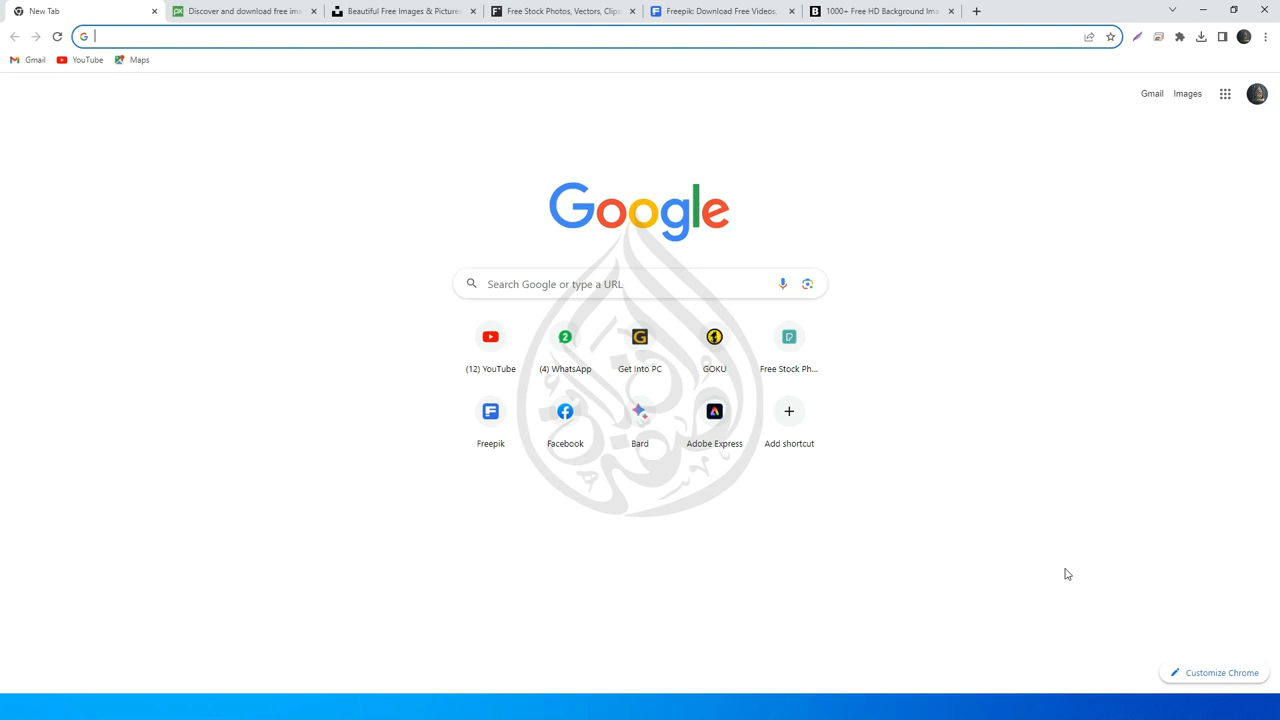 New Tab
Discover and download free ima
Beautiful Free Images & Pictures
Free Stock Photos, Vectors, Clips
Freepik: Download Free Videos,
1000+ Free HD Background Ima
Gmail YouTube Maps
Gmail Images
Google
Search Google or type a URL
(12) YouTube (4) WhatsApp Get Into PC GOKU Free Stock Ph...
Freepik Facebook Bard Adobe Express Add shortcut
Customize Chrome